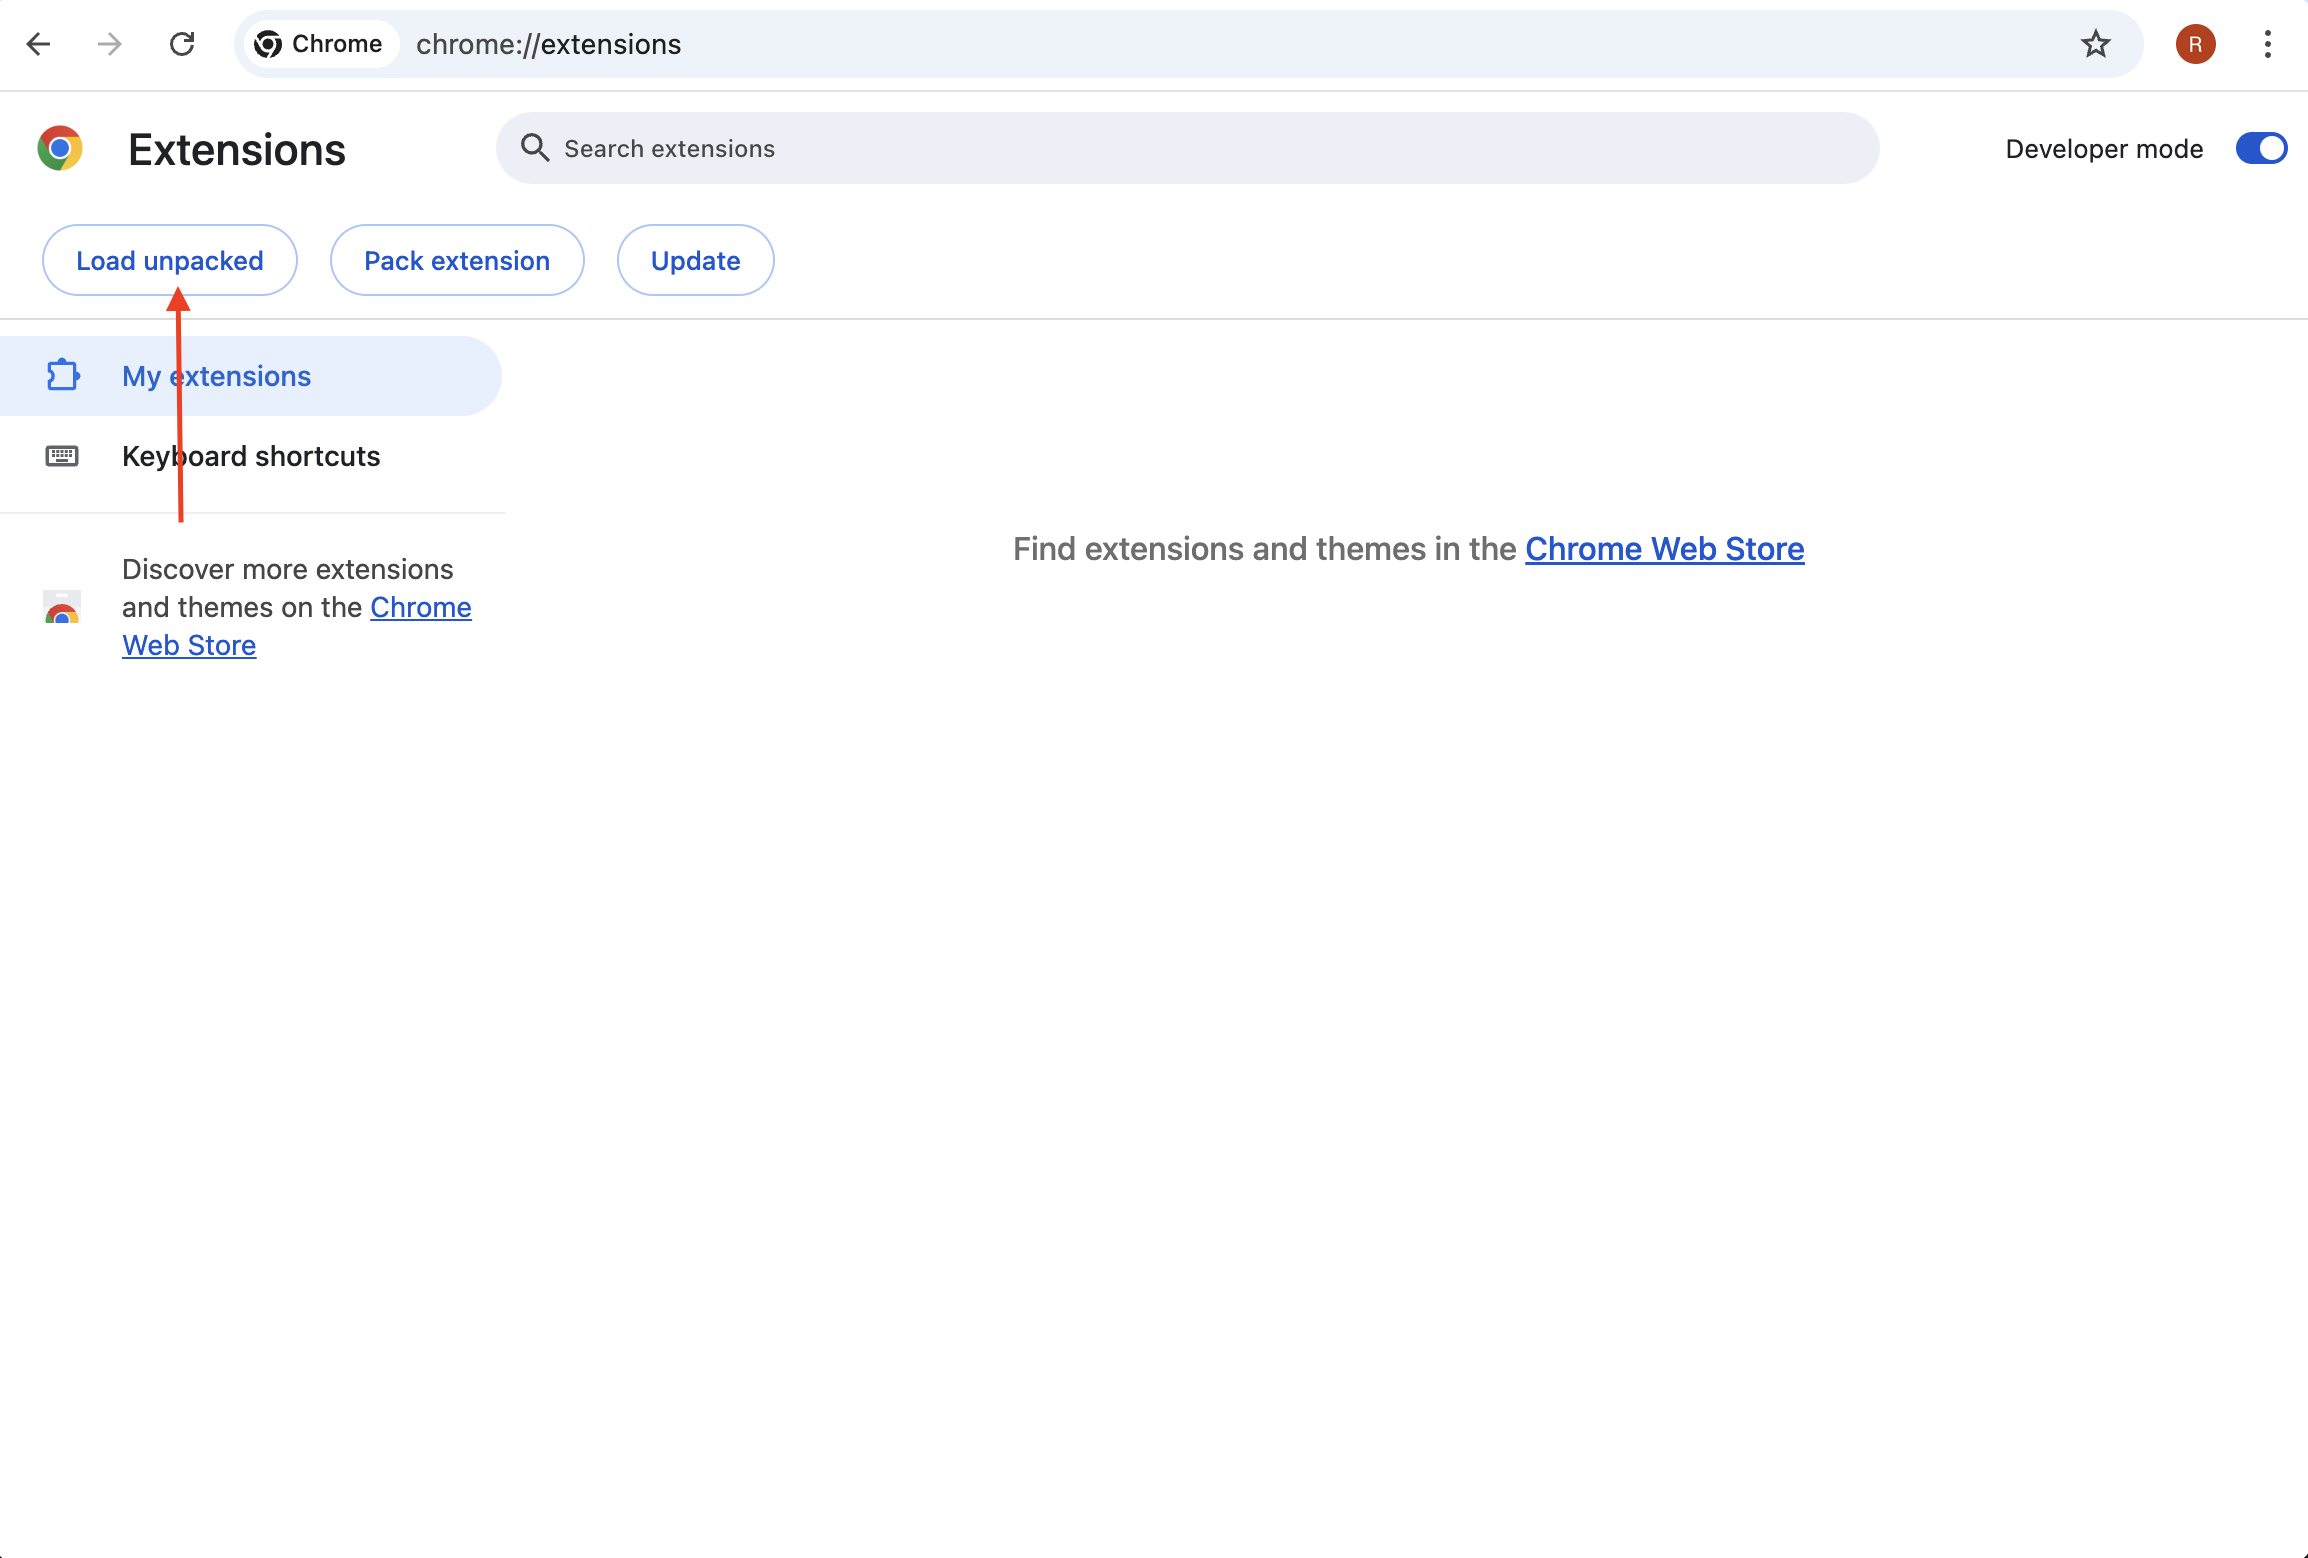 Chrome chrome://extensions
R
Extensions
Search extensions
Developer mode
Load unpacked
Pack extension
Update
My extensions
Keyboard shortcuts
Discover more extensions
and themes on the Chrome
Web Store
Find extensions and themes in the Chrome Web Store